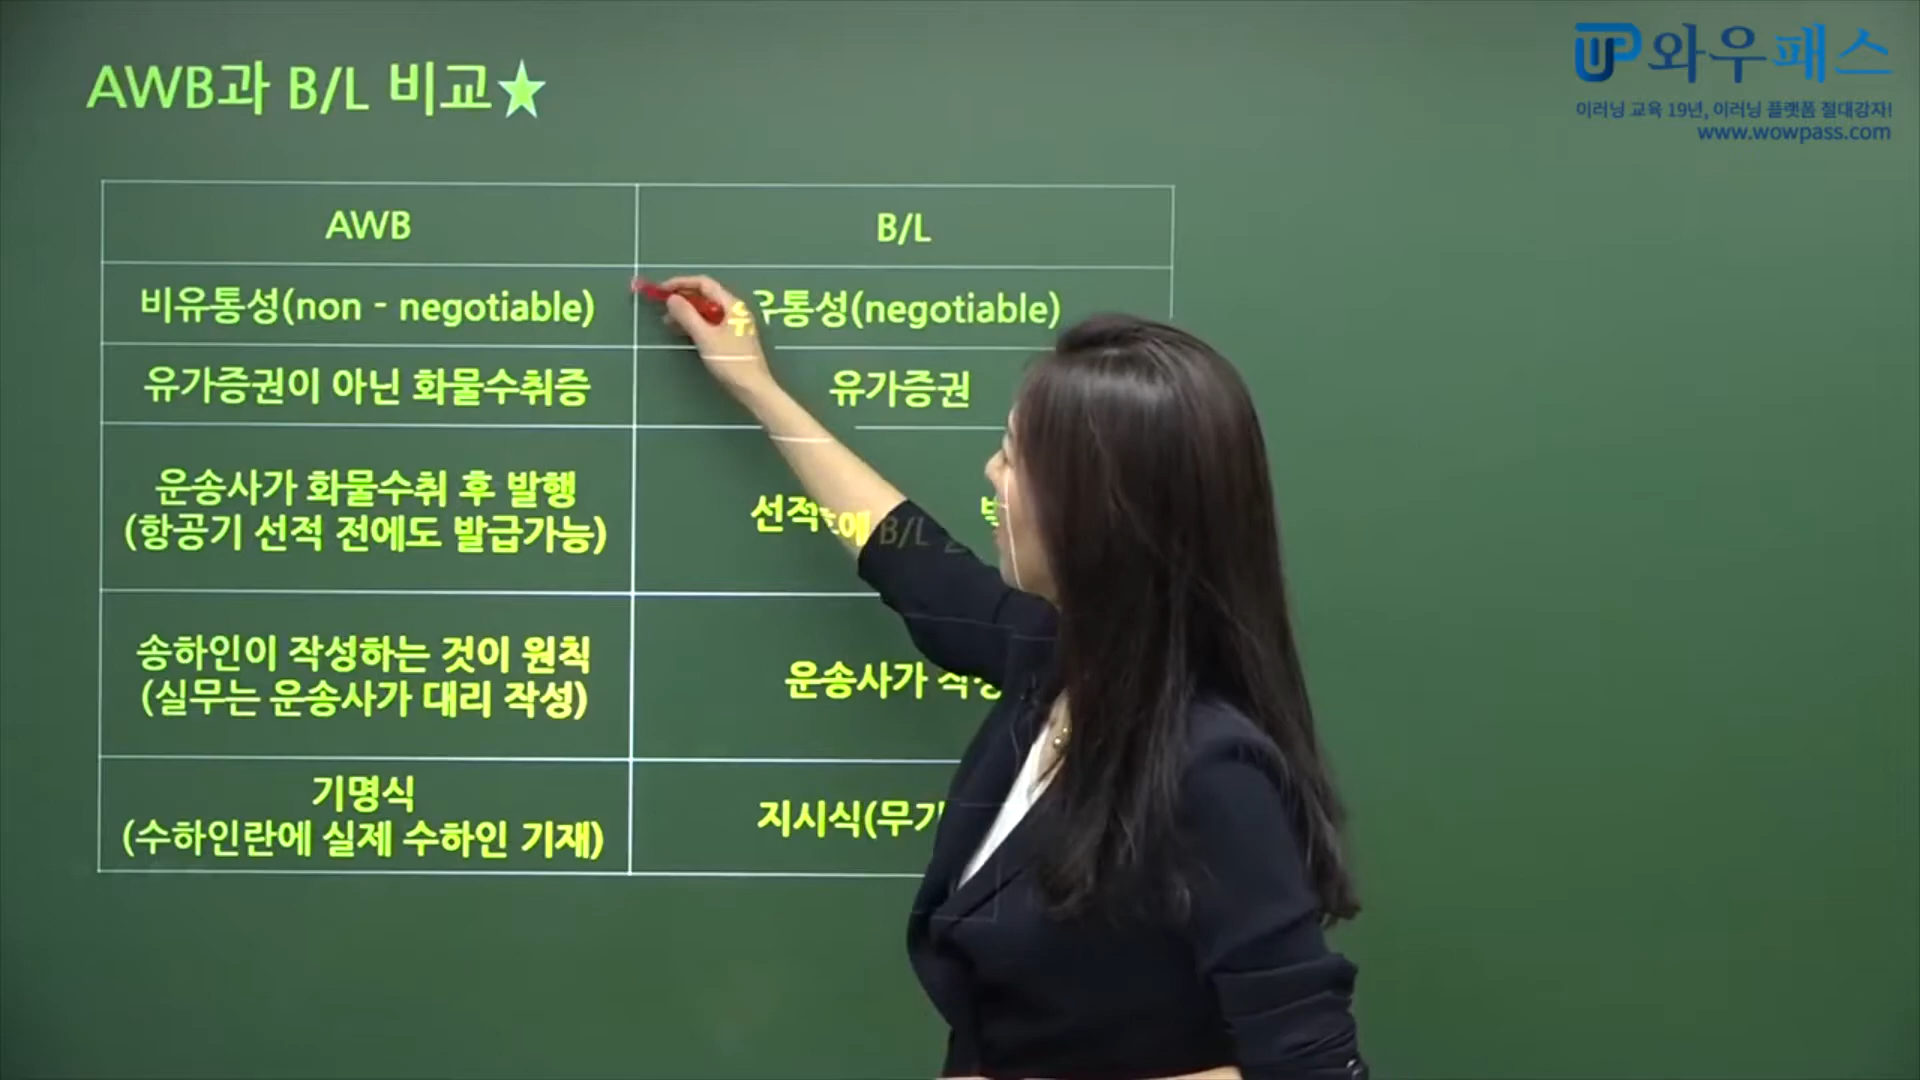 AWB과 B/L 비교★
와우패스
이러닝 교육 19년, 이러닝 플랫폼 절대강자!
www.wowpass.com
AWB
B/L
비유통성(non - negotiable)
유통성(negotiable)
유가증권이 아닌 화물수취증
유가증권
운송사가 화물수취 후 발행
(항공기 선적 전에도 발급가능)
B/L
송하인이 작성하는 것이 원칙
(실무는 운송사가 대리 작성)
운송사가
기명식
(수하인란에 실제 수하인 기재)